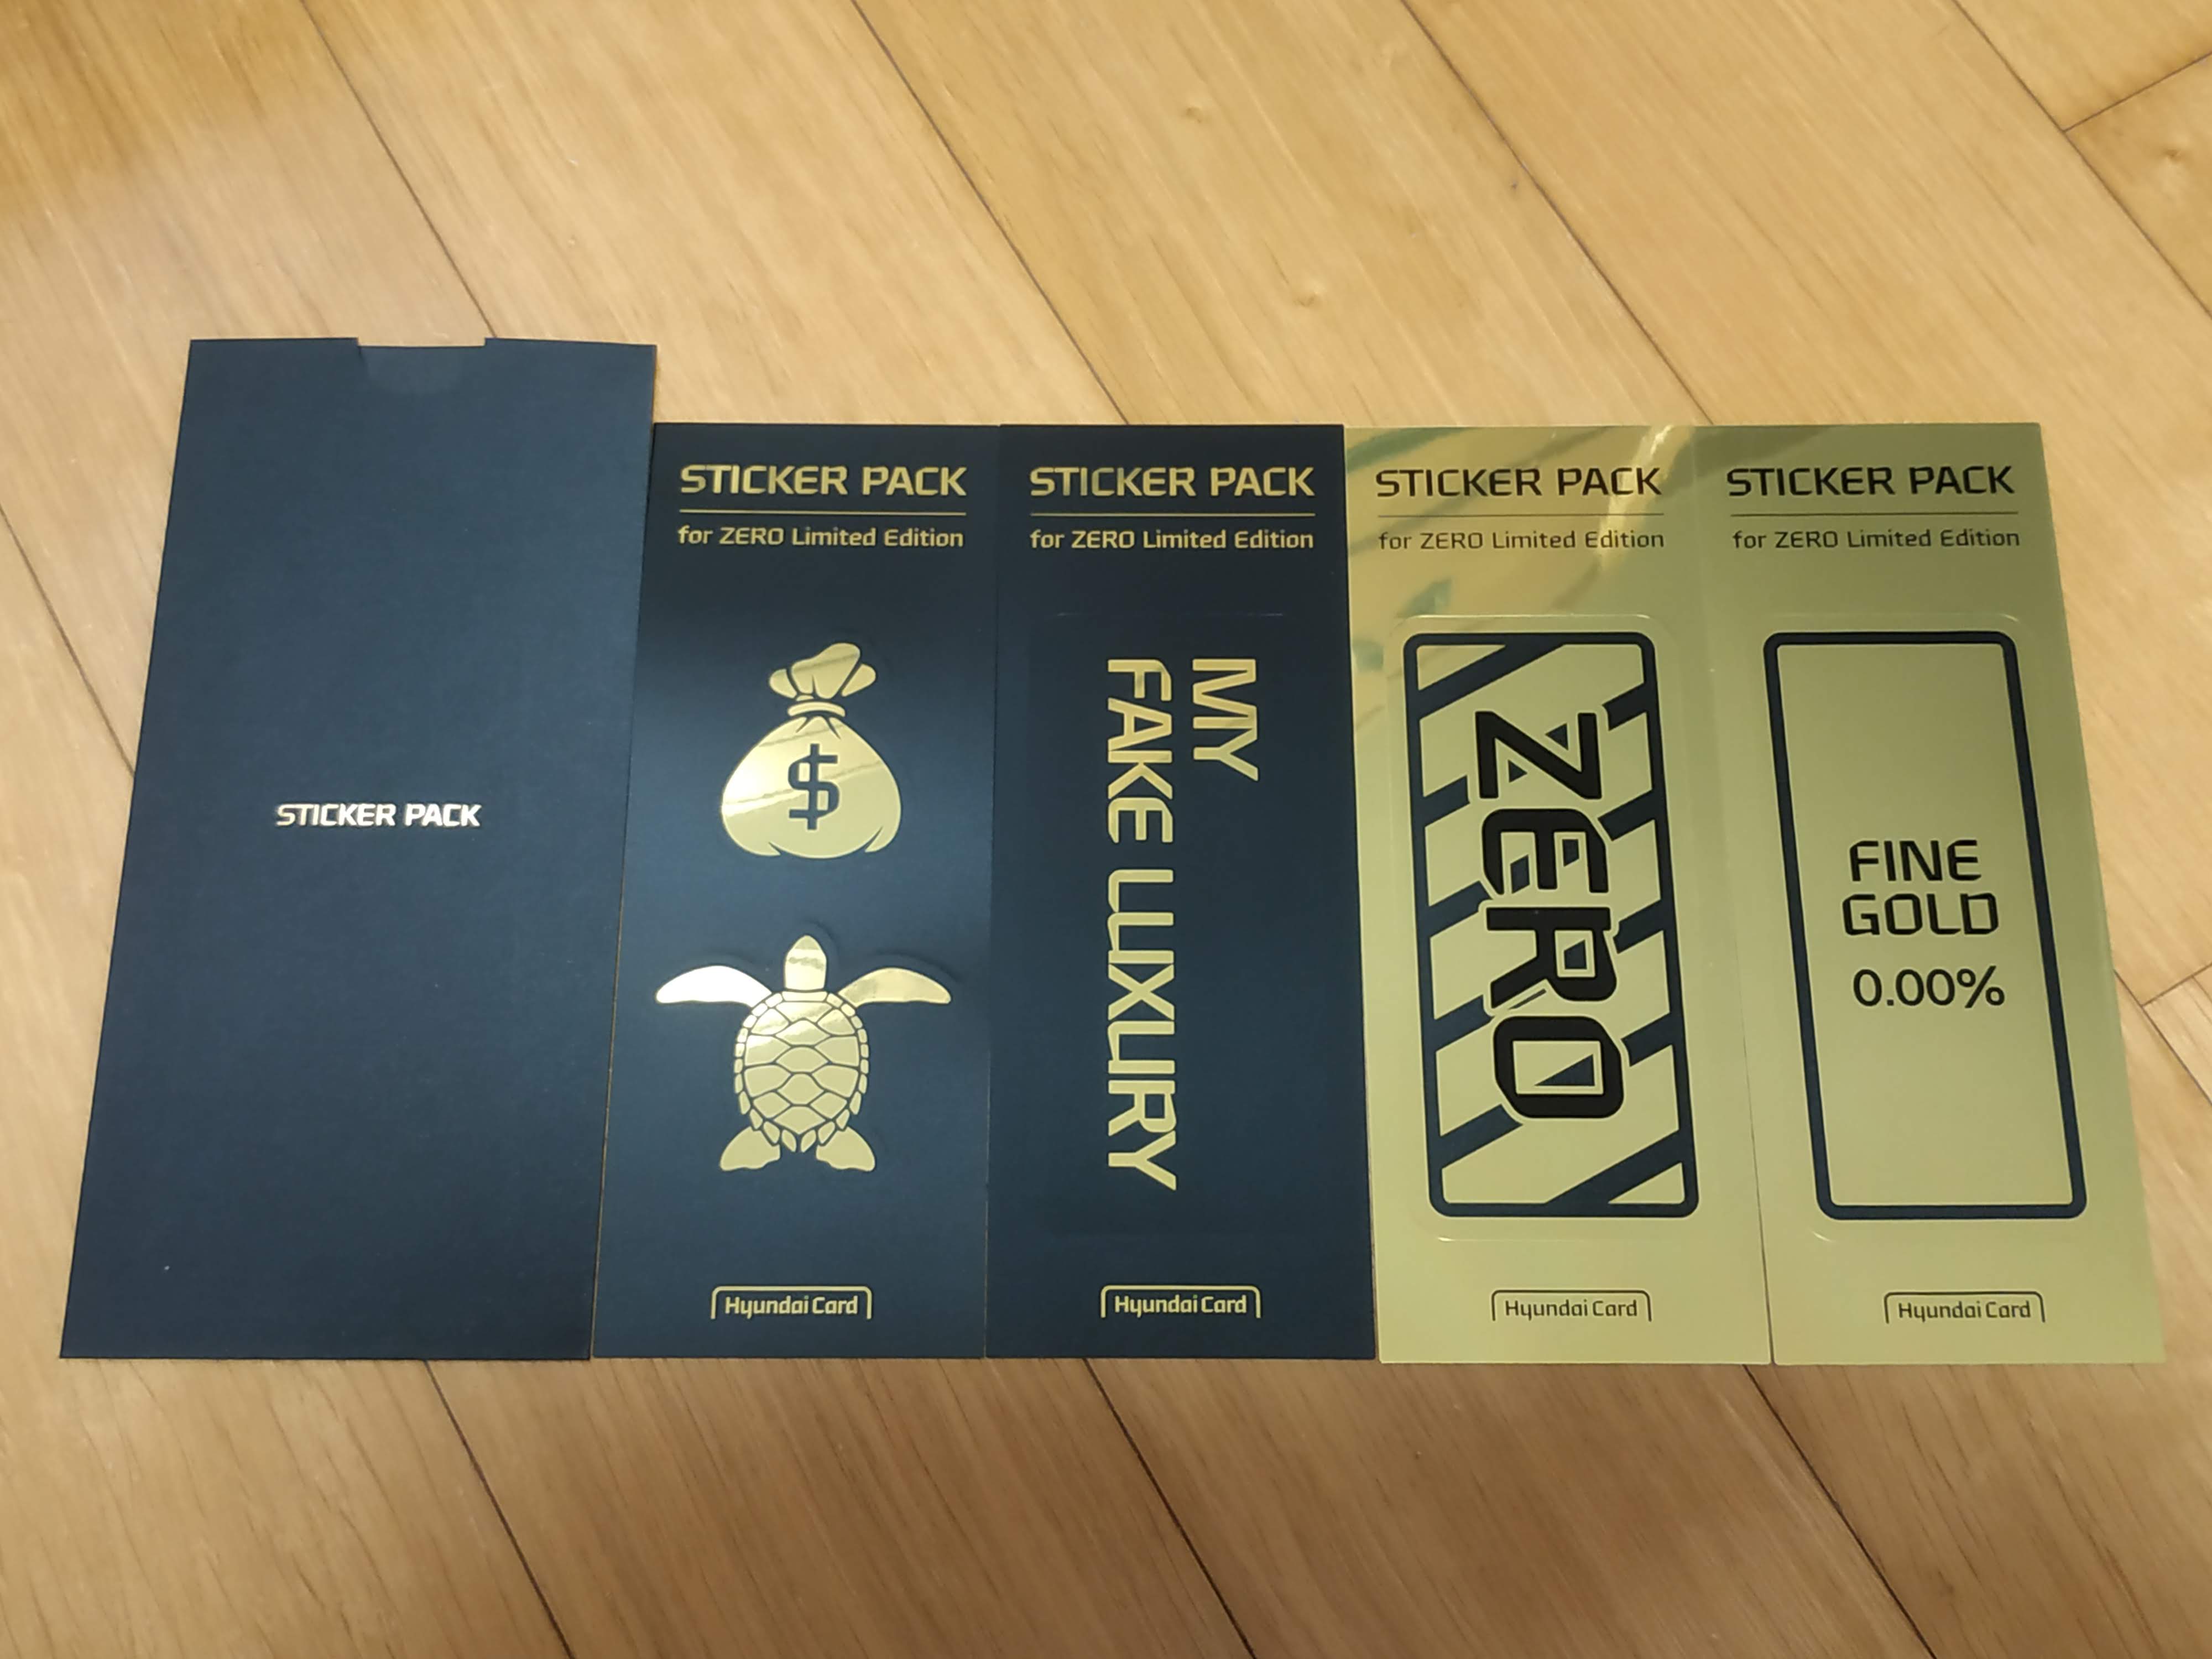 STICKER PACK
STICKER PACK
for ZERO Limited Edition
$
Hyundai Card
STICKER PACK
for ZERO Limited Edition
MY
FAKE LUXURY
Hyundai Card
STICKER PACK
for ZERO Limited Edition
ZERO
Hyundai Card
STICKER PACK
for ZERO Limited Edition
FINE
GOLD
0.00%
Hyundai Card